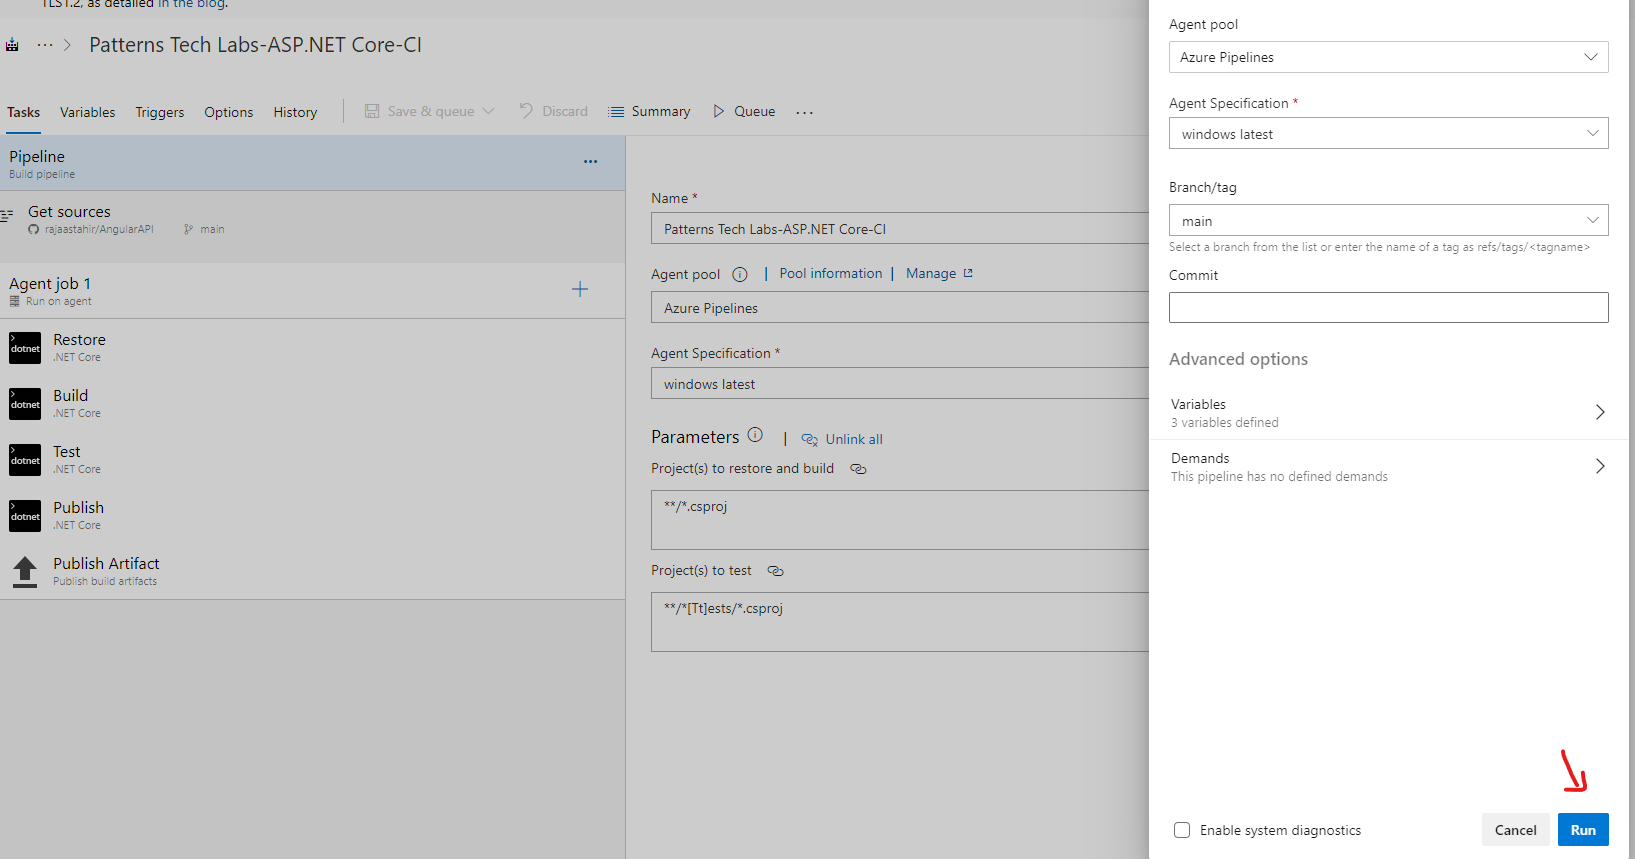 TLS1.2, as detailed in the blog.
··· > Patterns Tech Labs-ASP.NET Core-CI
Tasks Variables Triggers Options History Save & queue Discard Summary Queue ...
Pipeline ...
Build pipeline
Get sources
rajaastahir/AngularAPI main
Agent job 1
Run on agent
dotnet Restore
.NET Core
dotnet Build
.NET Core
dotnet Test
.NET Core
dotnet Publish
.NET Core
Publish Artifact
Publish build artifacts
Name *
Patterns Tech Labs-ASP.NET Core-CI
Agent pool | Pool information | Manage
Azure Pipelines
Agent Specification *
windows latest
Parameters | Unlink all
Project(s) to restore and build
**/*.csproj
Project(s) to test
**/*[Tt]ests/*.csproj
Agent pool
Azure Pipelines
Agent Specification *
windows latest
Branch/tag
main
Select a branch from the list or enter the name of a tag as refs/tags/<tagname>
Commit
Advanced options
Variables
3 variables defined
Demands
This pipeline has no defined demands
Enable system diagnostics
Cancel Run